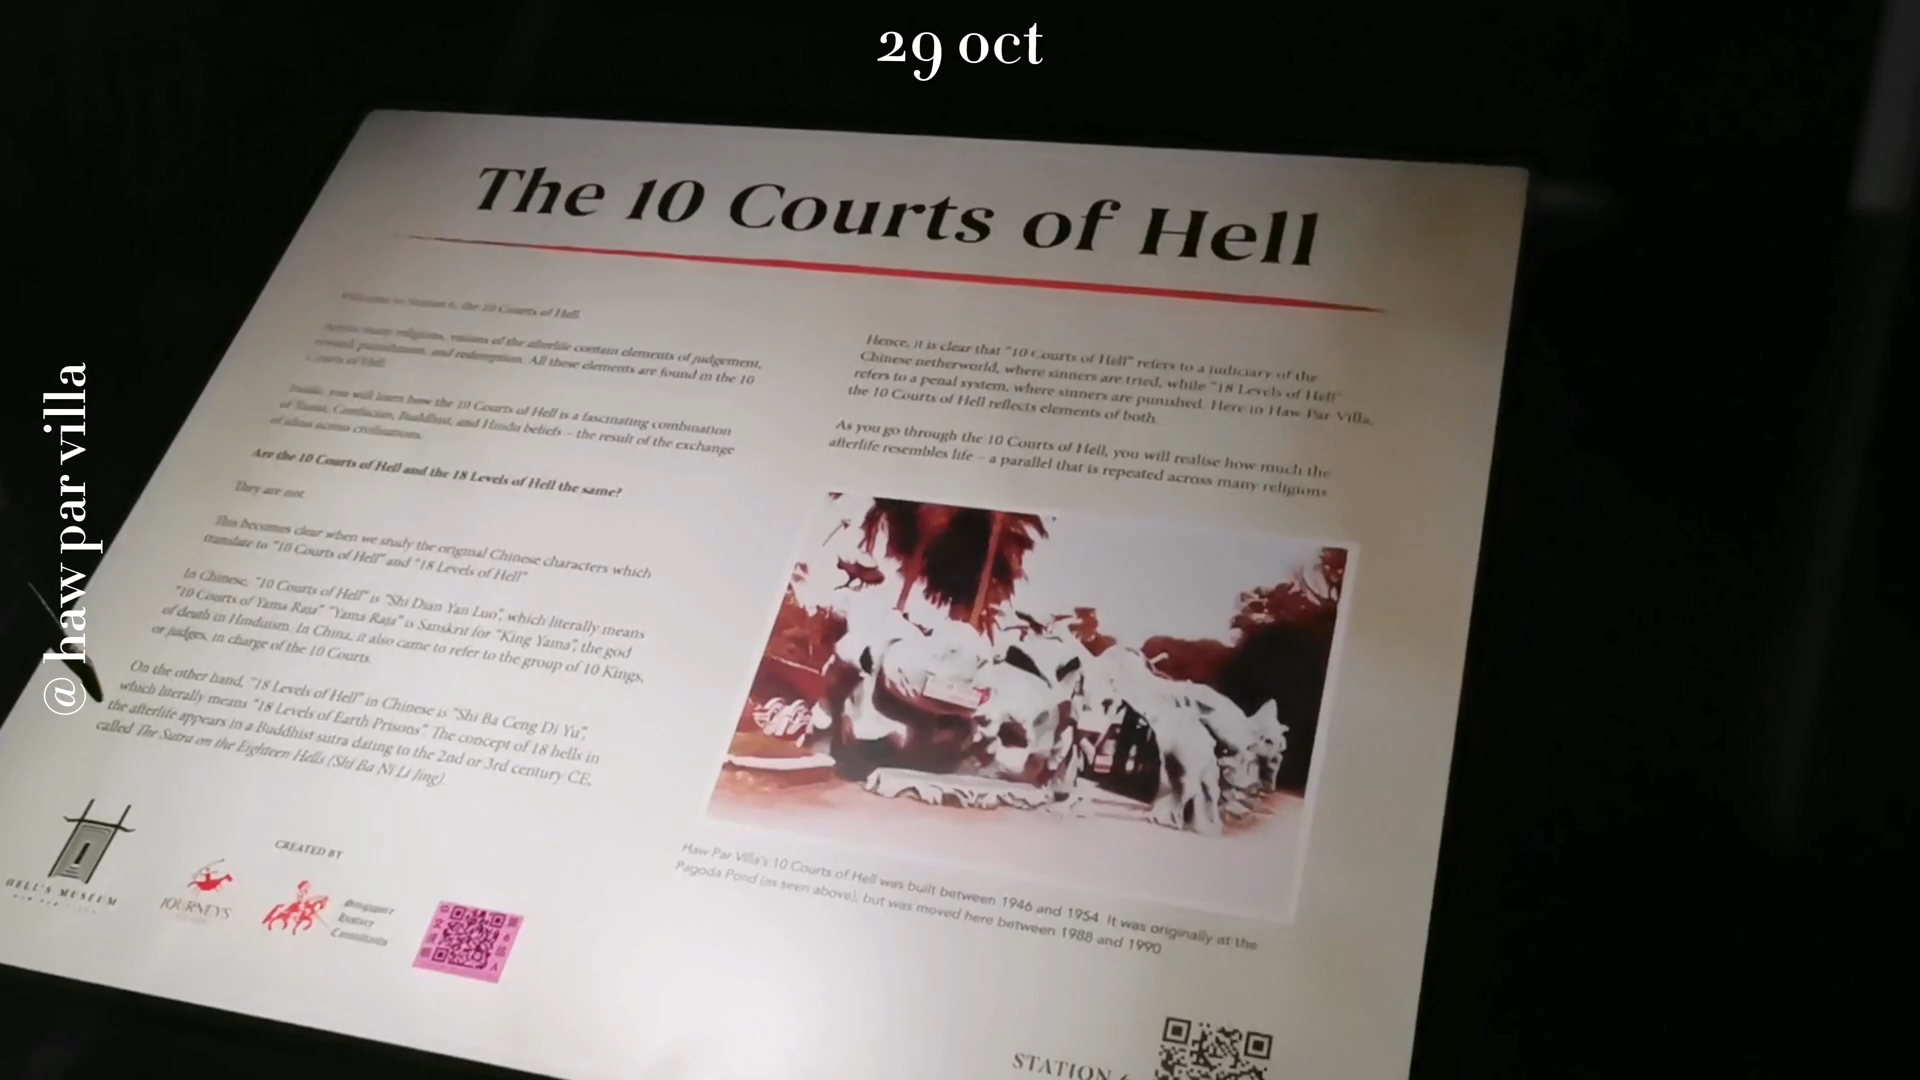 29 oct
@ haw par villa
The 10 Courts of Hell
Welcome to Station 6, the 10 Courts of Hell.
Across many religions, visions of the afterlife contain elements of judgement,
reward, punishment, and redemption. All these elements are found in the 10
Courts of Hell.
Inside, you will learn how the 10 Courts of Hell is a fascinating combination
of Taoist, Confucian, Buddhist, and Hindu beliefs – the result of the exchange
of ideas across civilisations.
Are the 10 Courts of Hell and the 18 Levels of Hell the same?
They are not.
This becomes clear when we study the original Chinese characters which
translate to "10 Courts of Hell" and "18 Levels of Hell".
In Chinese, "10 Courts of Hell" is "Shi Dian Yan Luo", which literally means
"10 Courts of Yama Raja". "Yama Raja" is Sanskrit for "King Yama", the god
of death in Hinduism. In China, it also came to refer to the group of 10 Kings,
or judges, in charge of the 10 Courts.
On the other hand, "18 Levels of Hell" in Chinese is "Shi Ba Ceng Di Yu",
which literally means "18 Levels of Earth Prisons". The concept of 18 hells in
the afterlife appears in a Buddhist sutra dating to the 2nd or 3rd century CE,
called The Sutra on the Eighteen Hells (Shi Ba Ni Li Jing).
Hence, it is clear that "10 Courts of Hell" refers to a judiciary of the
Chinese netherworld, where sinners are tried, while "18 Levels of Hell"
refers to a penal system, where sinners are punished. Here in Haw Par Villa,
the 10 Courts of Hell reflects elements of both.
As you go through the 10 Courts of Hell, you will realise how much the
afterlife resembles life – a parallel that is repeated across many religions.
Haw Par Villa's 10 Courts of Hell was built between 1946 and 1954. It was originally at the
Pagoda Pond (as seen above), but was moved here between 1988 and 1990
CREATED BY
HELL'S MUSEUM
JOURNEYS
Singapore
History
Consultants
STATION